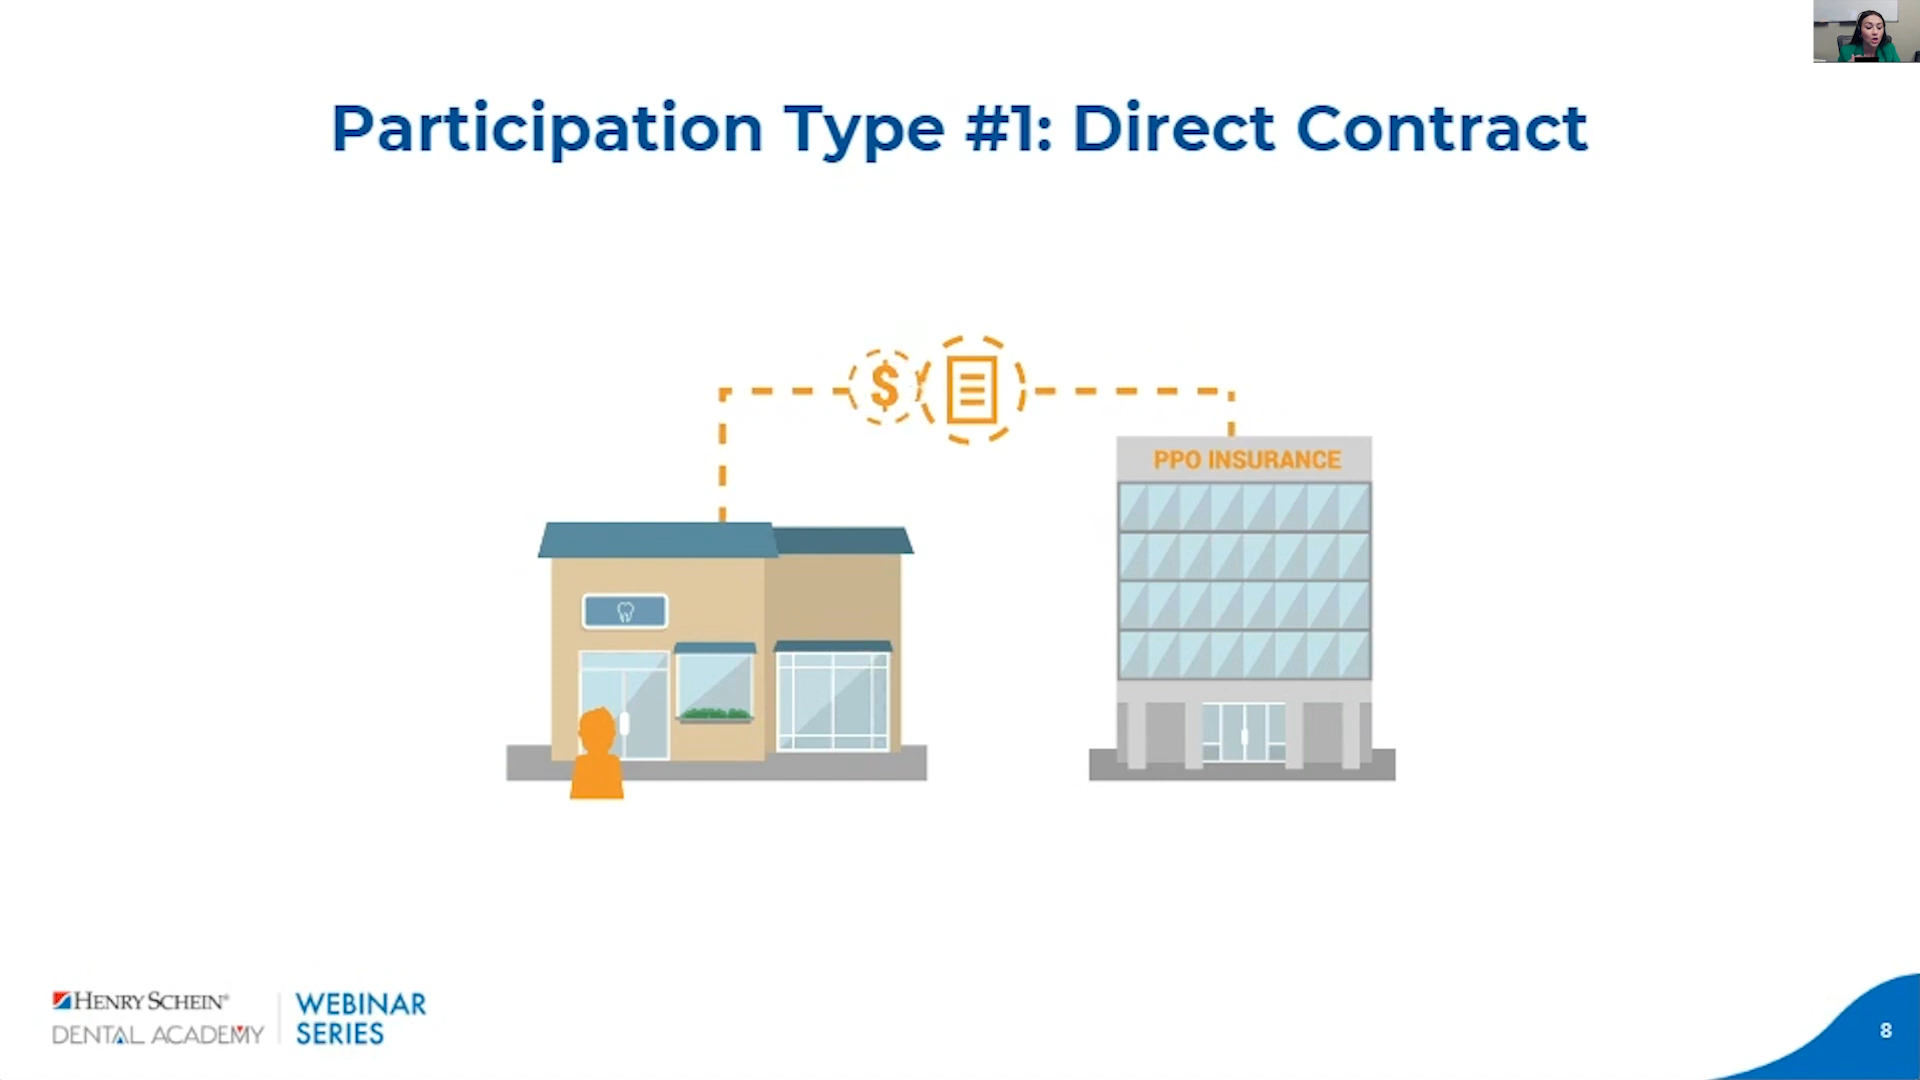 Participation Type #1: Direct Contract
$
PPO INSURANCE
HENRY SCHEIN®
DENTAL ACADEMY
WEBINAR
SERIES
8